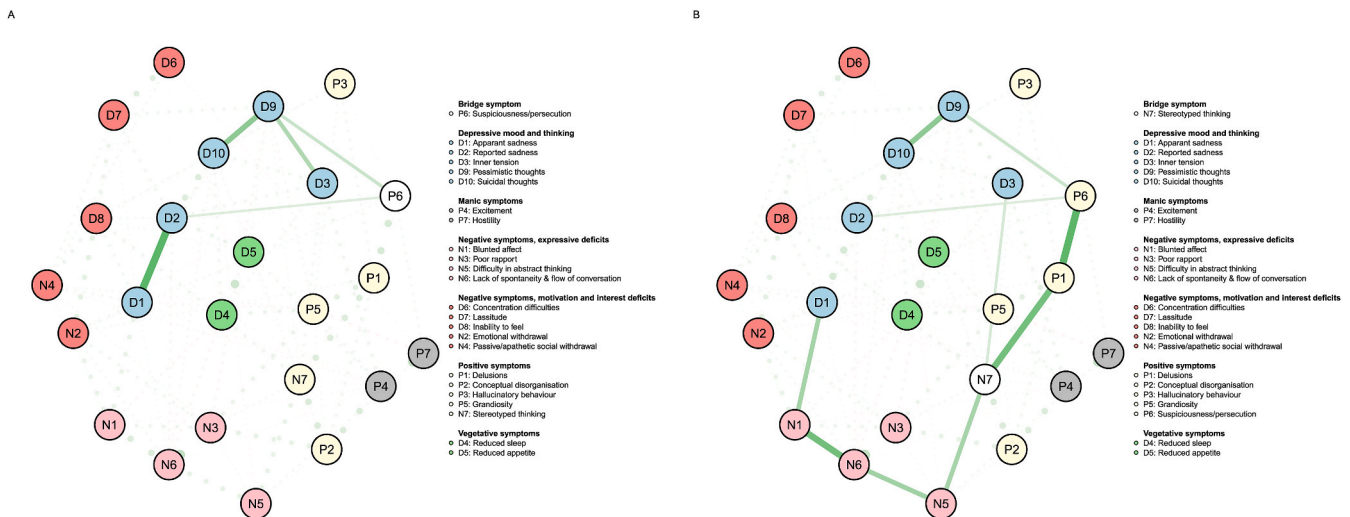 A
D6
P3
D7
D9
D10
D3
P6
D8
D2
D5
N4
P1
D1
D4
P5
N2
P7
N7
P4
N1
N3
P2
N6
N5
Bridge symptom
P6: Suspiciousness/persecution
Depressive mood and thinking
D1: Apparant sadness
D2: Reported sadness
D3: Inner tension
D9: Pessimistic thoughts
D10: Suicidal thoughts
Manic symptoms
P4: Excitement
P7: Hostility
Negative symptoms, expressive deficits
N1: Blunted affect
N3: Poor rapport
N5: Difficulty in abstract thinking
N6: Lack of spontaneity & flow of conversation
Negative symptoms, motivation and interest deficits
D6: Concentration difficulties
D7: Lassitude
D8: Inability to feel
N2: Emotional withdrawal
N4: Passive/apathetic social withdrawal
Positive symptoms
P1: Delusions
P2: Conceptual disorganisation
P3: Hallucinatory behaviour
P5: Grandiosity
N7: Stereotyped thinking
Vegetative symptoms
D4: Reduced sleep
D5: Reduced appetite
B
D6
P3
D7
D9
D10
D3
P6
D8
D2
D5
N4
P1
D1
D4
P5
N2
P7
N7
P4
N1
N3
P2
N6
N5
Bridge symptom
N7: Stereotyped thinking
Depressive mood and thinking
D1: Apparant sadness
D2: Reported sadness
D3: Inner tension
D9: Pessimistic thoughts
D10: Suicidal thoughts
Manic symptoms
P4: Excitement
P7: Hostility
Negative symptoms, expressive deficits
N1: Blunted affect
N3: Poor rapport
N5: Difficulty in abstract thinking
N6: Lack of spontaneity & flow of conversation
Negative symptoms, motivation and interest deficits
D6: Concentration difficulties
D7: Lassitude
D8: Inability to feel
N2: Emotional withdrawal
N4: Passive/apathetic social withdrawal
Positive symptoms
P1: Delusions
P2: Conceptual disorganisation
P3: Hallucinatory behaviour
P5: Grandiosity
P6: Suspiciousness/persecution
Vegetative symptoms
D4: Reduced sleep
D5: Reduced appetite